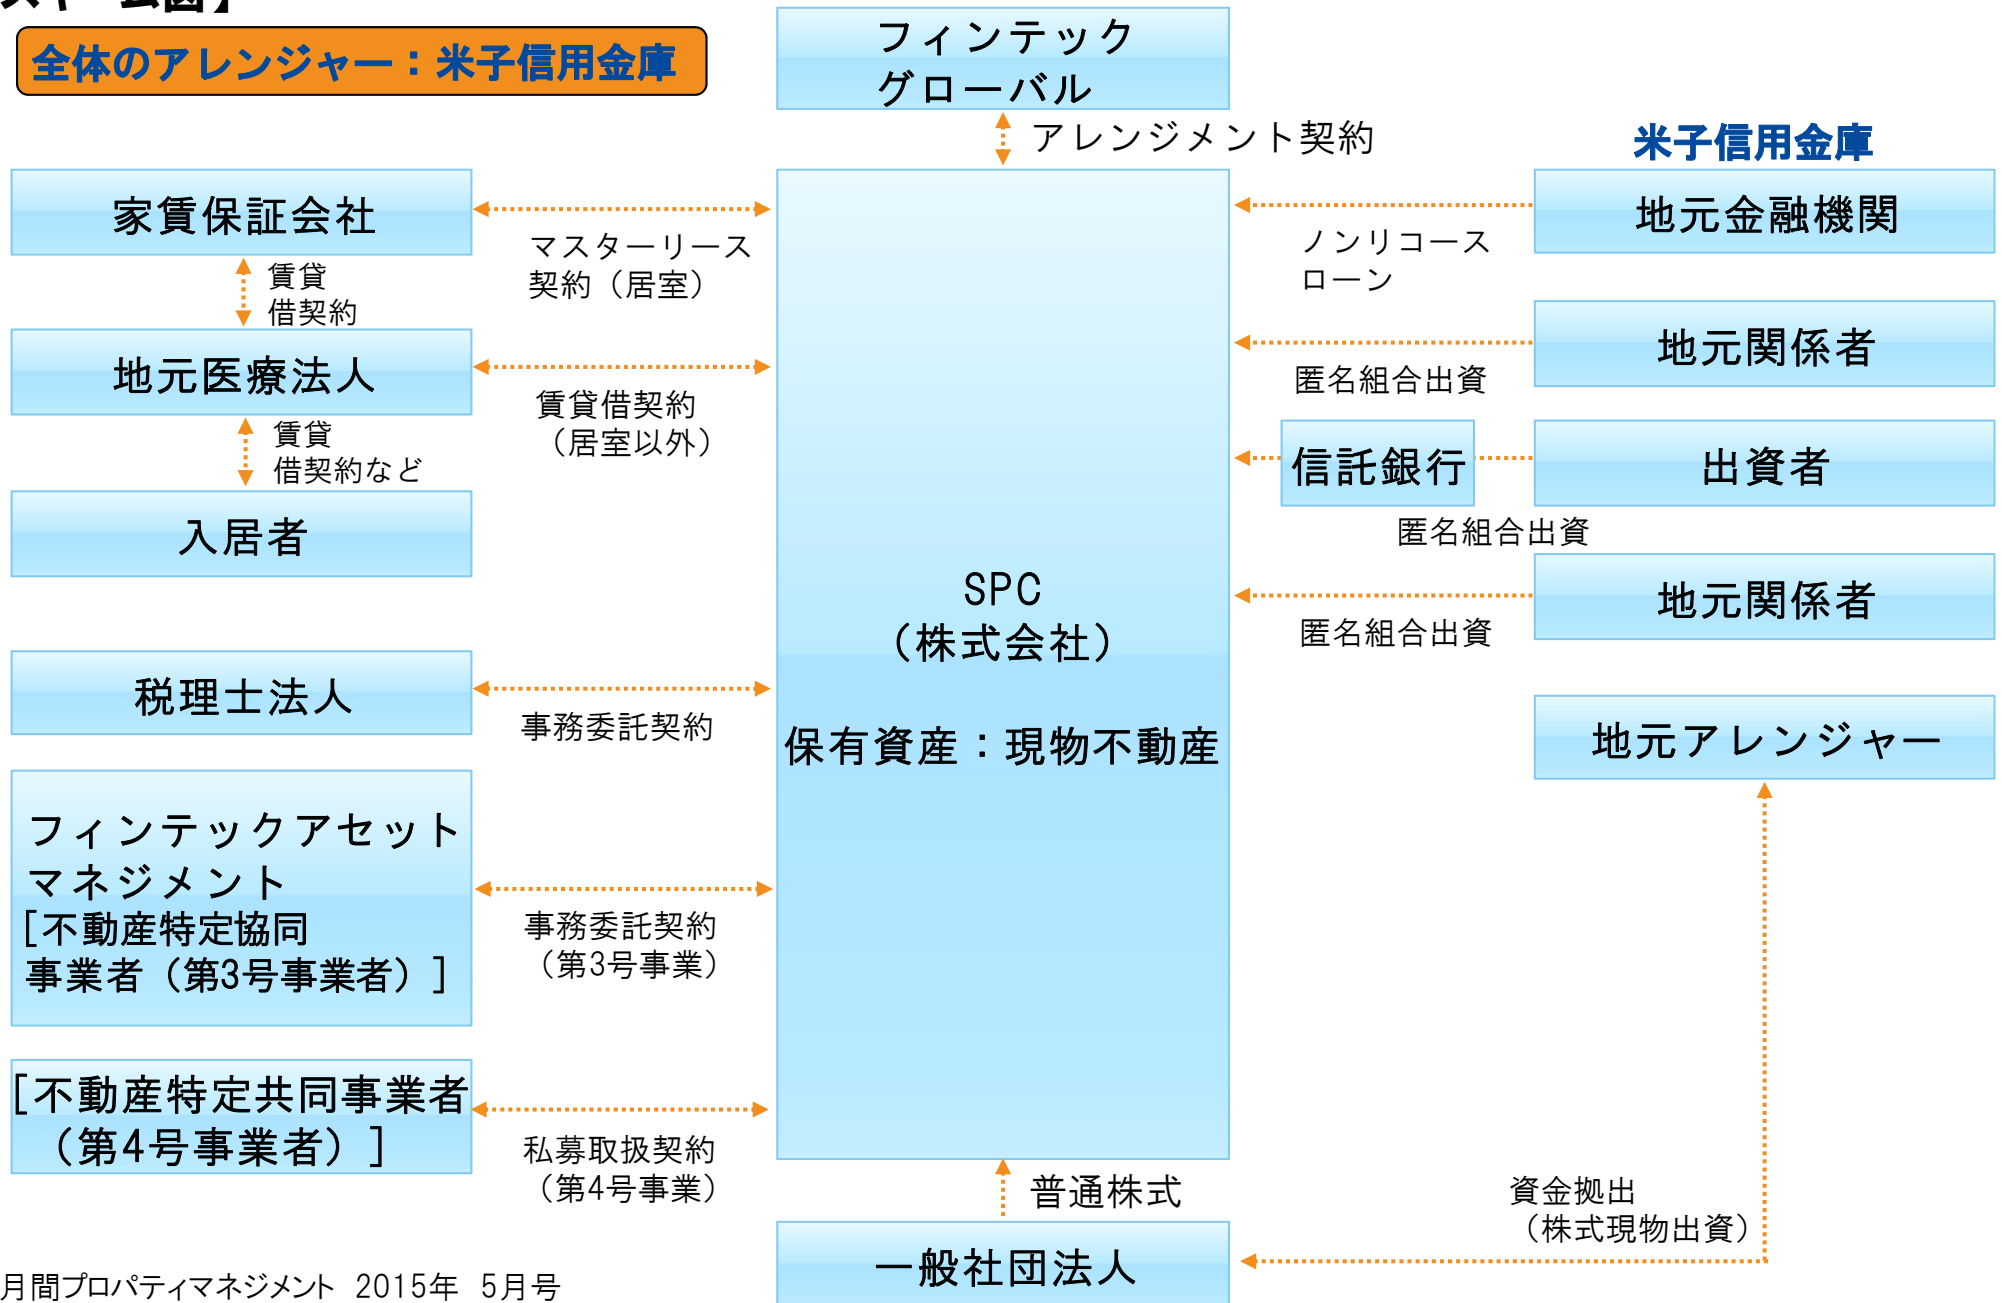 スキーム図】
全体のアレンジャー：米子信用金庫
フィンテック
グローバル
アレンジメント契約
米子信用金庫
家賃保証会社
マスターリース
契約（居室）
ノンリコース
ローン
地元金融機関
賃貸
借契約
地元医療法人
賃貸借契約
（居室以外）
匿名組合出資
地元関係者
賃貸
借契約など
信託銀行
出資者
匿名組合出資
入居者
SPC
（株式会社）
保有資産：現物不動産
匿名組合出資
地元関係者
税理士法人
事務委託契約
地元アレンジャー
フィンテックアセット
マネジメント
［不動産特定協同
事業者（第3号事業者）］
事務委託契約
（第3号事業）
［不動産特定共同事業者
（第4号事業者）］
私募取扱契約
（第4号事業）
普通株式
資金拠出
（株式現物出資）
一般社団法人
月間プロパティマネジメント 2015年 5月号